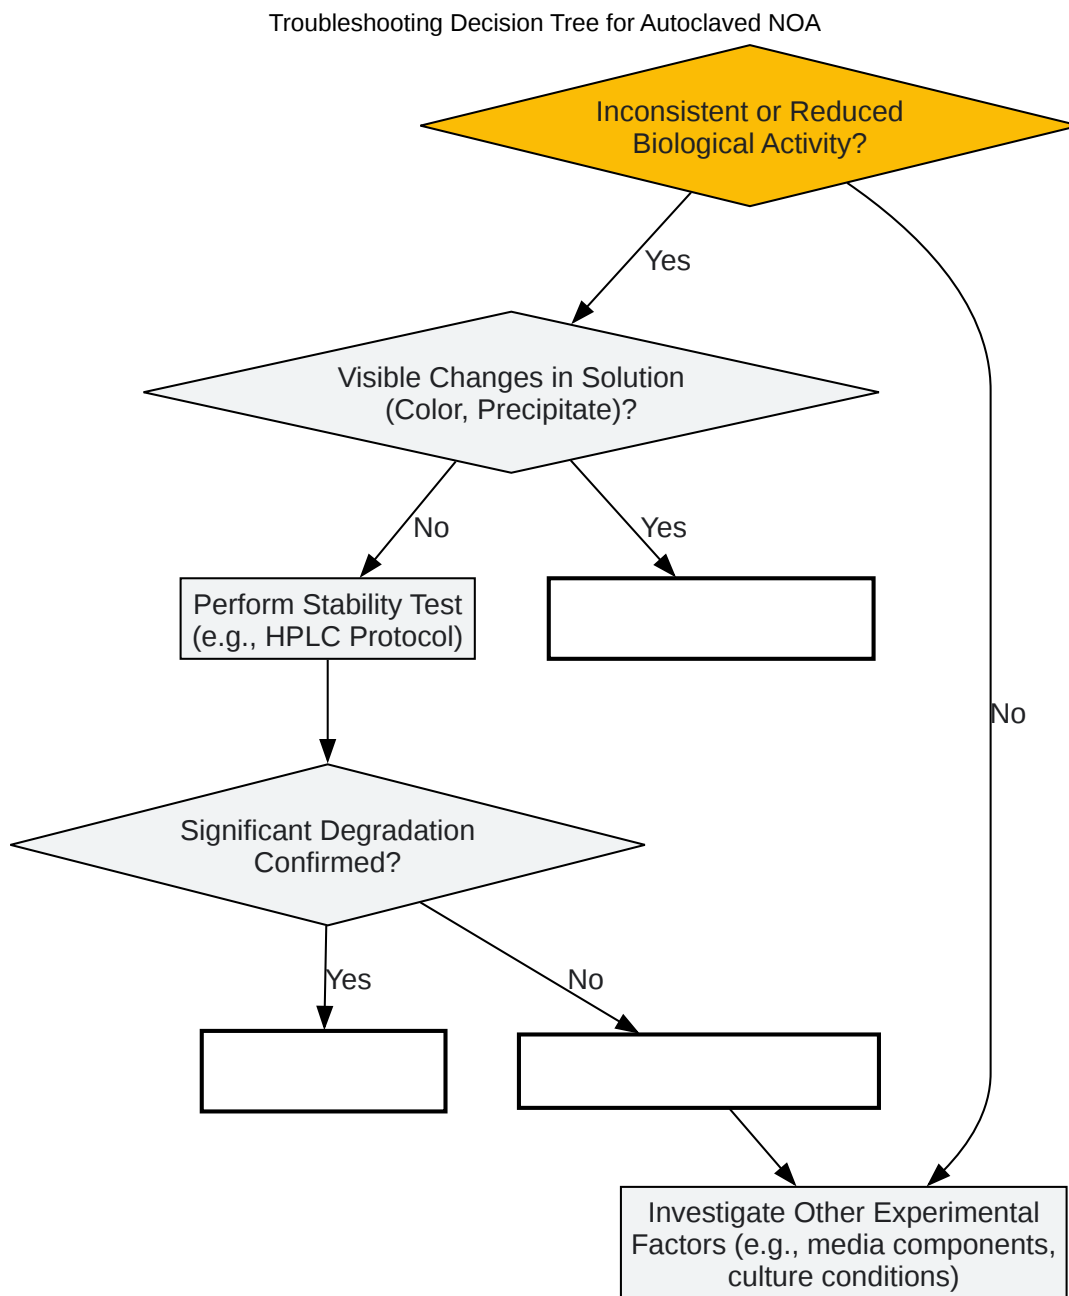 Troubleshooting Decision Tree for Autoclaved NOA
Inconsistent or Reduced
Biological Activity?
Yes
Visible Changes in Solution
(Color, Precipitate)?
No
Yes
Perform Stability Test
(e.g., HPLC Protocol)
No
Significant Degradation
Confirmed?
Yes
No
Investigate Other Experimental
Factors (e.g., media components,
culture conditions)